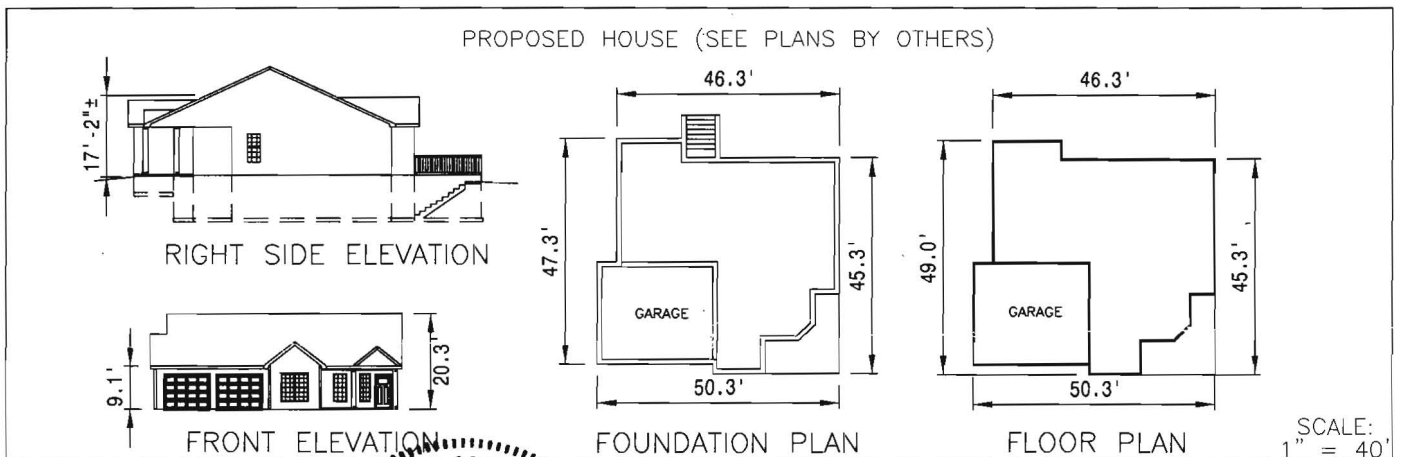 PROPOSED HOUSE (SEE PLANS BY OTHERS)
17'-2"±
RIGHT SIDE ELEVATION
9.1'
20.3'
FRONT ELEVATION
46.3'
47.3'
45.3'
GARAGE
50.3'
FOUNDATION PLAN
46.3'
49.0'
45.3'
GARAGE
50.3'
FLOOR PLAN
SCALE:
1" = 40'